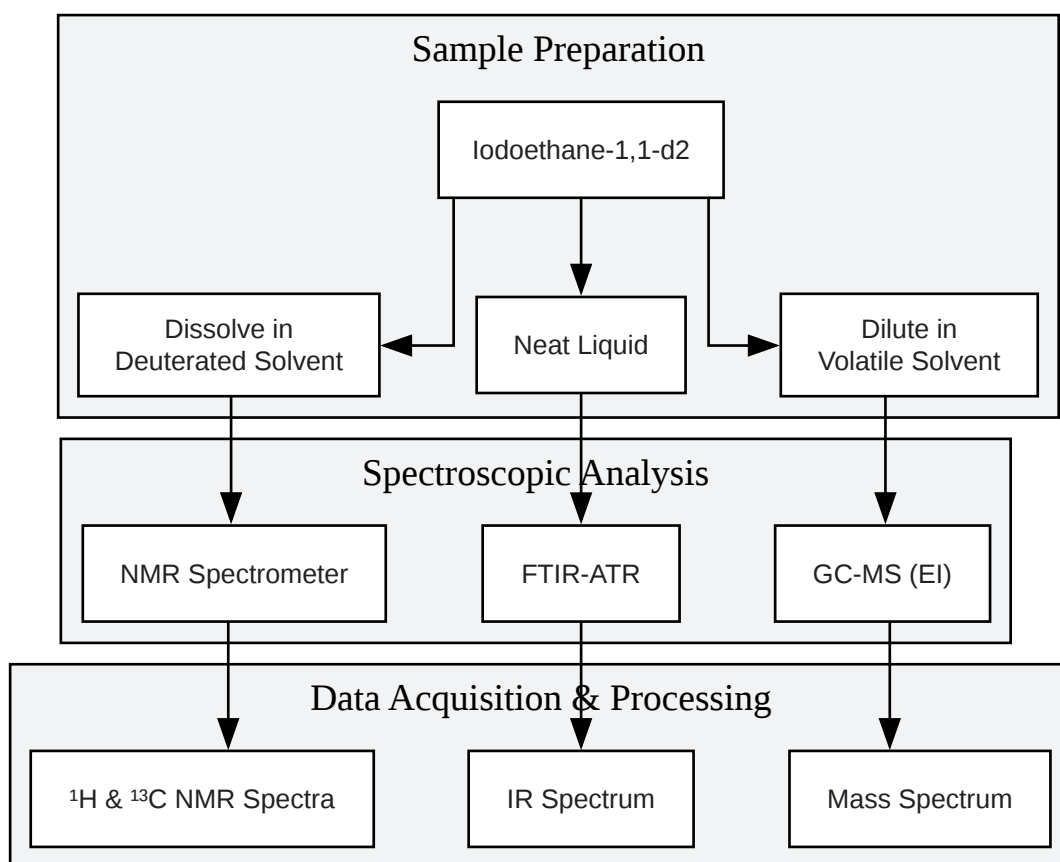 Sample Preparation
Iodoethane-1,1-d2
Dissolve in
Deuterated Solvent
Neat Liquid
Dilute in
Volatile Solvent
Spectroscopic Analysis
NMR Spectrometer
FTIR-ATR
GC-MS (EI)
Data Acquisition & Processing
¹H & ¹³C NMR Spectra
IR Spectrum
Mass Spectrum